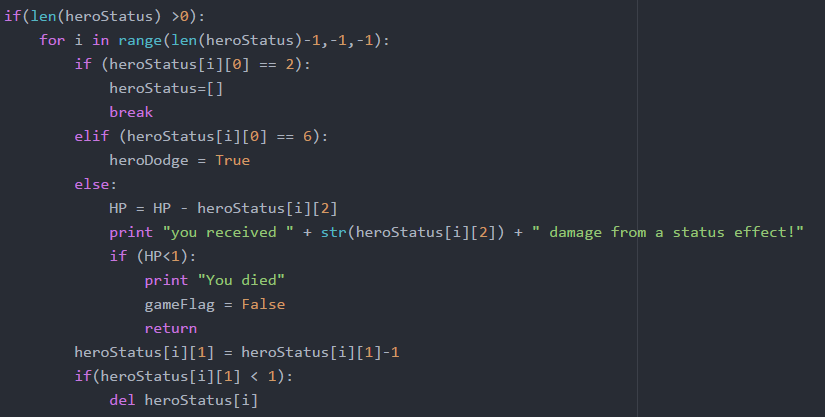 if(len(heroStatus) >0):
    for i in range(len(heroStatus)-1,-1,-1):
        if (heroStatus[i][0] == 2):
            heroStatus=[]
            break
        elif (heroStatus[i][0] == 6):
            heroDodge = True
        else:
            HP = HP - heroStatus[i][2]
            print "you received " + str(heroStatus[i][2]) + " damage from a status effect!"
            if (HP<1):
                print "You died"
                gameFlag = False
                return
        heroStatus[i][1] = heroStatus[i][1]-1
        if(heroStatus[i][1] < 1):
            del heroStatus[i]